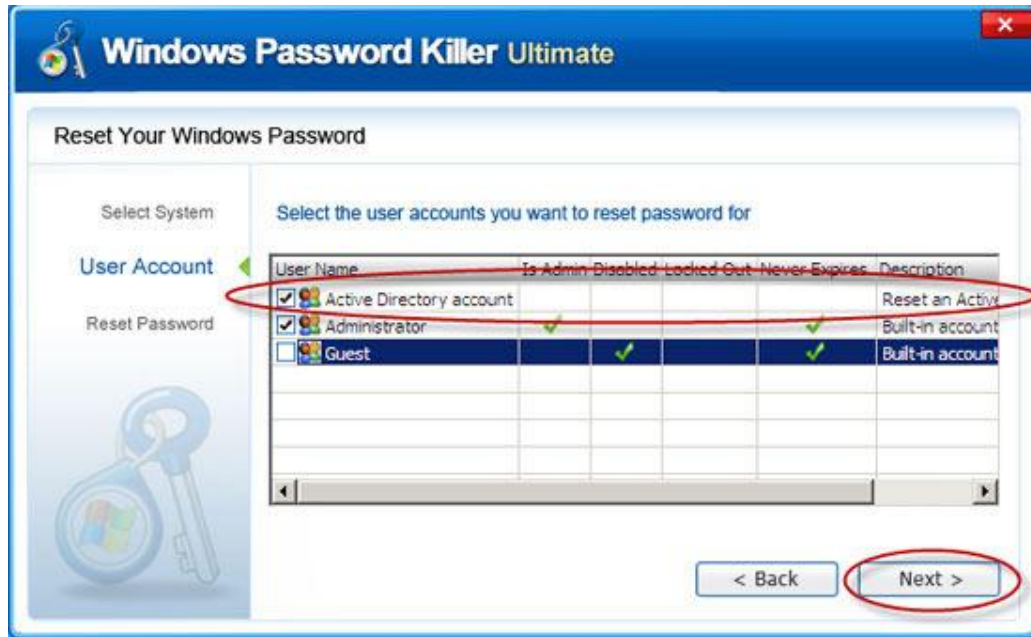 Windows Password Killer Ultimate
Reset Your Windows Password
Select System
User Account
Reset Password
Select the user accounts you want to reset password for
User Name Is Admin Disabled Locked Out Never Expires Description
Active Directory account Reset an Active
Administrator Built-in account
Guest Built-in account
< Back
Next >